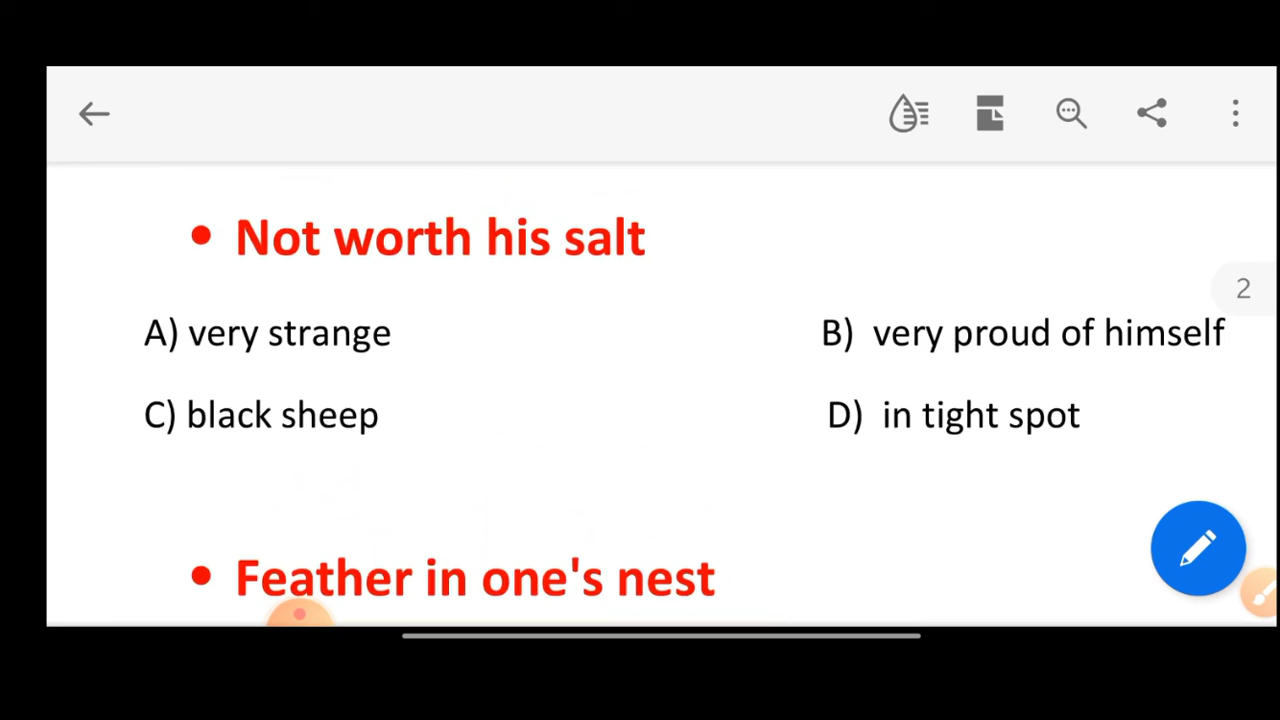 • Not worth his salt
2
A) very strange B) very proud of himself
C) black sheep D) in tight spot
• Feather in one's nest